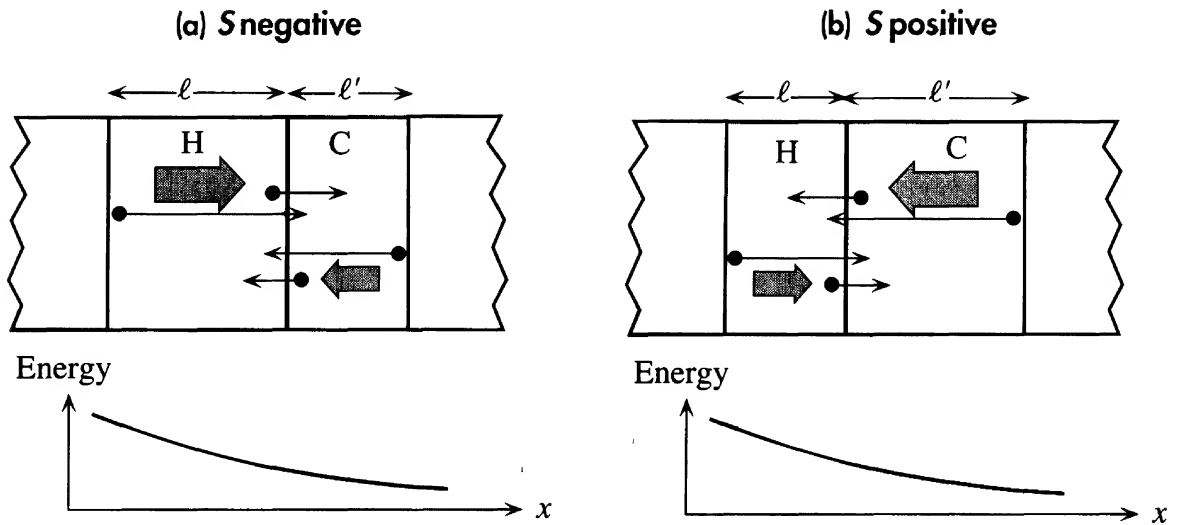 (a) S negative
(b) S positive
ℓ ℓ'
ℓ ℓ'
H C
H C
Energy
x
Energy
x